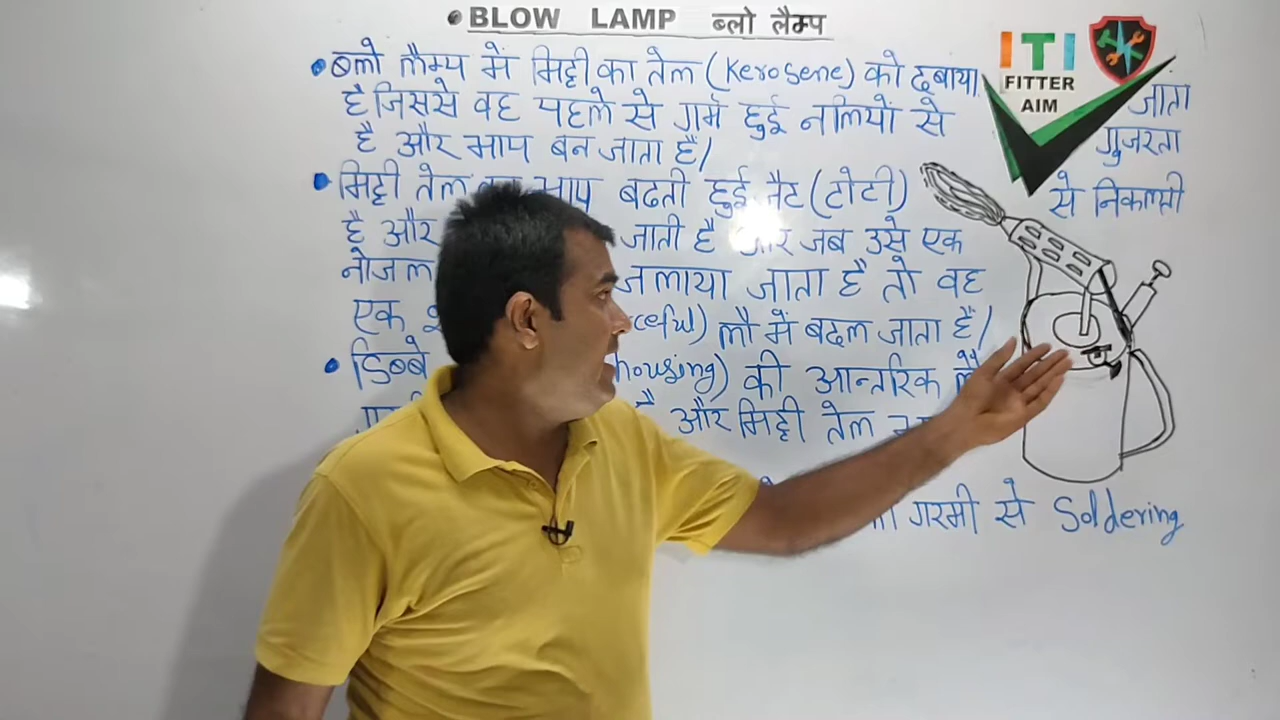 • BLOW LAMP ब्लो लैम्प
ITI
FITTER
AIM
• ब्लो लैम्प में मिट्टी का तेल (Kerosene) को दबाया जाता
है जिससे वह पहले से गर्म हुई नलियों से गुजरता
है और भाप बन जाता है/
• मिट्टी तेल भाप बढती हुई जैट (टोटी) से निकलती
है और जाती है और जब उसे एक
नोजल जलाया जाता है तो वह
एक लौ में बदल जाता है/
• डिब्बे housing) की आन्तरिक
है और मिट्टी तेल
गरमी से Soldering